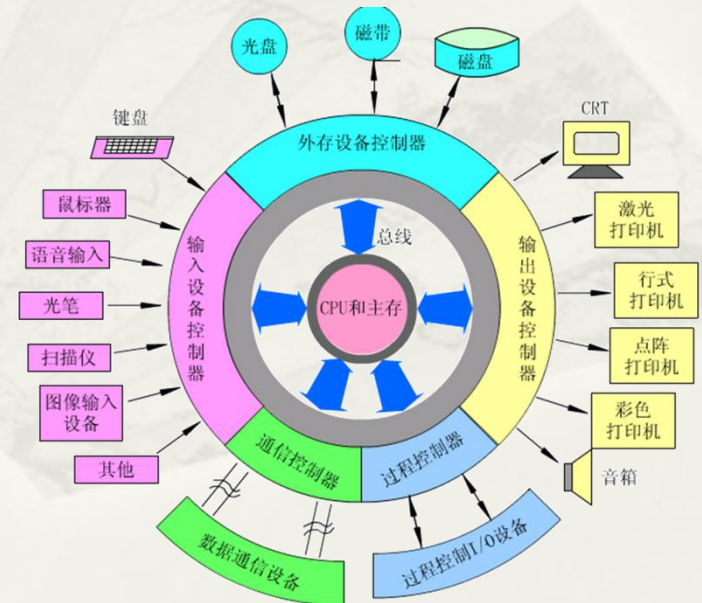 光盘
磁带
磁盘
键盘
CRT
外存设备控制器
鼠标器
语音输入
光笔
扫描仪
图像输入
设备
其他
输入设备控制器
总线
CPU和主存
输出设备控制器
激光
打印机
行式
打印机
点阵
打印机
彩色
打印机
音箱
通信控制器
过程控制器
数据通信设备
过程控制I/O设备